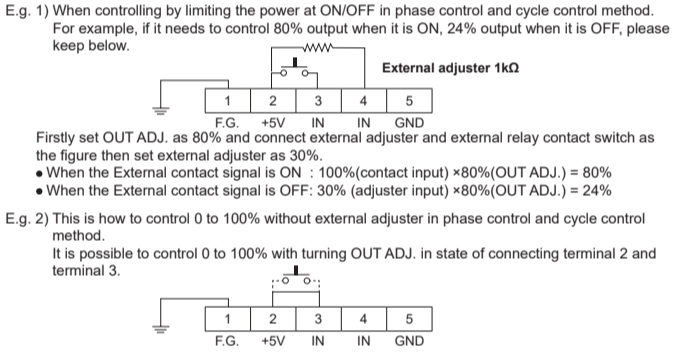 E.g. 1) When controlling by limiting the power at ON/OFF in phase control and cycle control method.
For example, if it needs to control 80% output when it is ON, 24% output when it is OFF, please
keep below.
External adjuster 1kΩ
1 2 3 4 5
F.G. +5V IN IN GND
Firstly set OUT ADJ. as 80% and connect external adjuster and external relay contact switch as
the figure then set external adjuster as 30%.
● When the External contact signal is ON : 100%(contact input) ×80%(OUT ADJ.) = 80%
● When the External contact signal is OFF: 30% (adjuster input) ×80%(OUT ADJ.) = 24%
E.g. 2) This is how to control 0 to 100% without external adjuster in phase control and cycle control
method.
It is possible to control 0 to 100% with turning OUT ADJ. in state of connecting terminal 2 and
terminal 3.
1 2 3 4 5
F.G. +5V IN IN GND